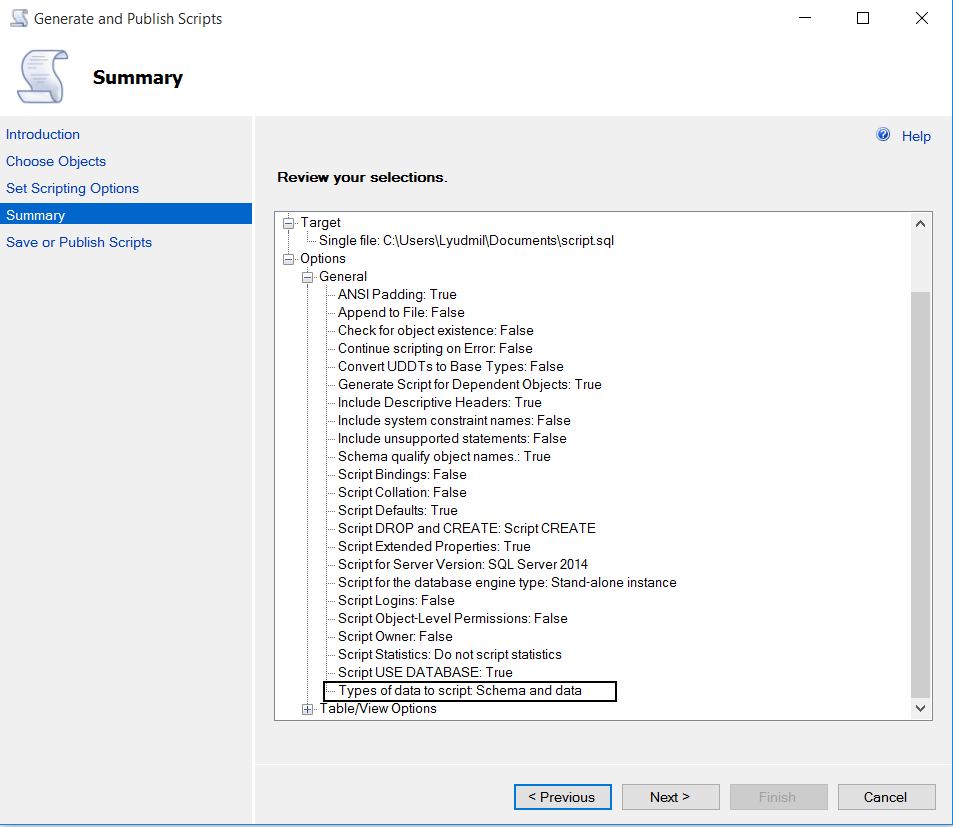 Generate and Publish Scripts
Summary
Introduction
Choose Objects
Set Scripting Options
Summary
Save or Publish Scripts
Help
Review your selections.
Target
Single file: C:\Users\Lyudmil\Documents\script.sql
Options
General
ANSI Padding: True
Append to File: False
Check for object existence: False
Continue scripting on Error: False
Convert UDDTs to Base Types: False
Generate Script for Dependent Objects: True
Include Descriptive Headers: True
Include system constraint names: False
Include unsupported statements: False
Schema qualify object names.: True
Script Bindings: False
Script Collation: False
Script Defaults: True
Script DROP and CREATE: Script CREATE
Script Extended Properties: True
Script for Server Version: SQL Server 2014
Script for the database engine type: Stand-alone instance
Script Logins: False
Script Object-Level Permissions: False
Script Owner: False
Script Statistics: Do not script statistics
Script USE DATABASE: True
Types of data to script: Schema and data
Table/View Options
< Previous
Next >
Finish
Cancel